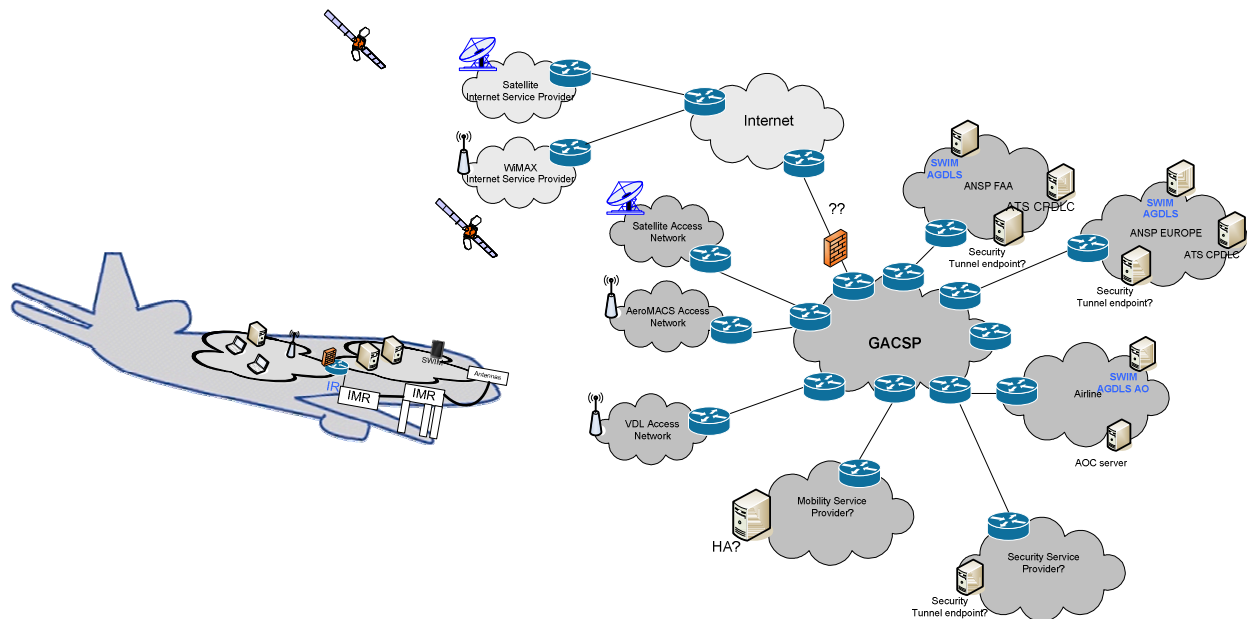 Satellite
Internet Service Provider
WiMAX
Internet Service Provider
Internet
??
Satellite Access
Network
AeroMACS Access
Network
VDL Access
Network
GACSP
SWIM
AGDLS
ANSP FAA
ATS CPDLC
Security
Tunnel endpoint?
SWIM
AGDLS
ANSP EUROPE
ATS CPDLC
Security
Tunnel endpoint?
SWIM
AGDLS AO
Airline
AOC server
Mobility Service
Provider?
HA?
Security Service
Provider?
Security
Tunnel endpoint?
SWIM
Antennas
IR
IMR
IMR